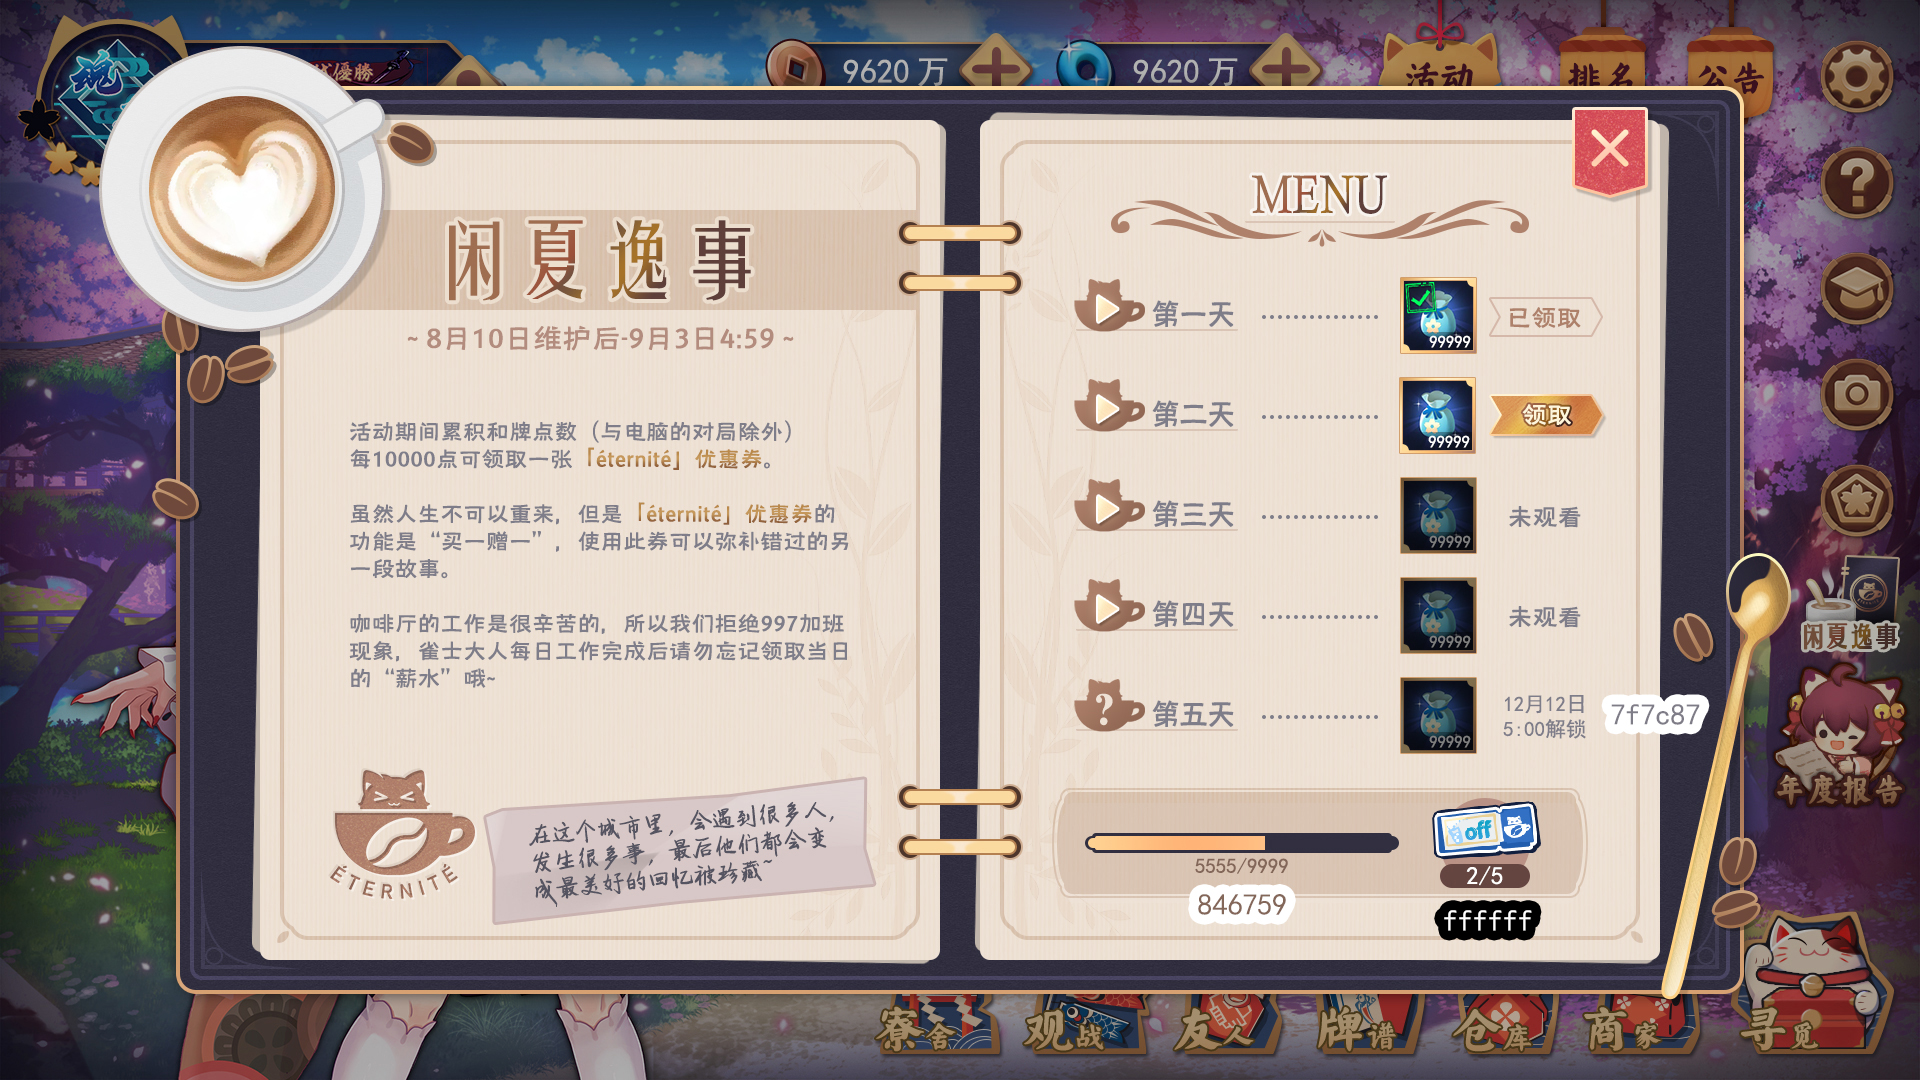 魂
优勝
9620 万
9620 万
活动
排名
公告
闲夏逸事
~ 8月10日维护后-9月3日4:59 ~
活动期间累积和牌点数（与电脑的对局除外）
每10000点可领取一张「éternité」优惠券。
虽然人生不可以重来，但是「éternité」优惠券的
功能是“买一赠一”，使用此券可以弥补错过的另
一段故事。
咖啡厅的工作是很辛苦的，所以我们拒绝997加班
现象，雀士大人每日工作完成后请勿忘记领取当日
的“薪水”哦~
ÉTERNITÉ
在这个城市里，会遇到很多人，
发生很多事，最后他们都会变
成最美好的回忆被珍藏~
MENU
第一天
99999
已领取
第二天
99999
领取
第三天
99999
未观看
第四天
99999
未观看
第五天
99999
12月12日
5:00解锁
7f7c87
5555/9999
846759
off
2/5
ffffff
闲夏逸事
年度报告
寮舍
观战
友人
牌谱
仓库
商家
寻觅